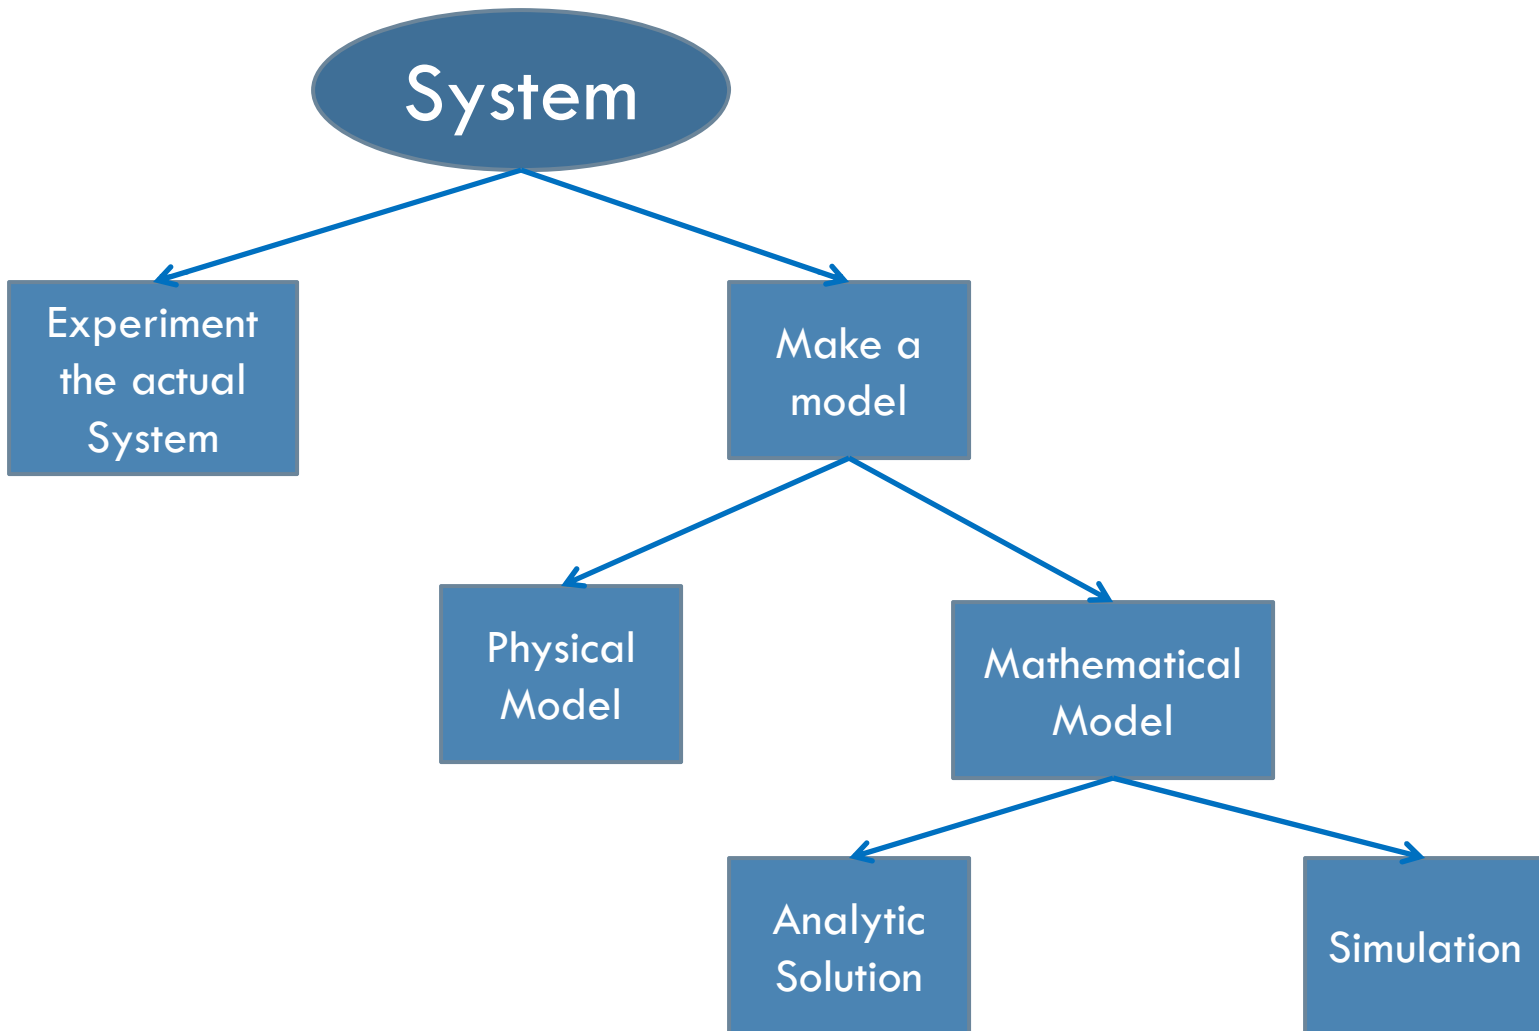 System
Experiment
the actual
System
Make a
model
Physical
Model
Mathematical
Model
Analytic
Solution
Simulation